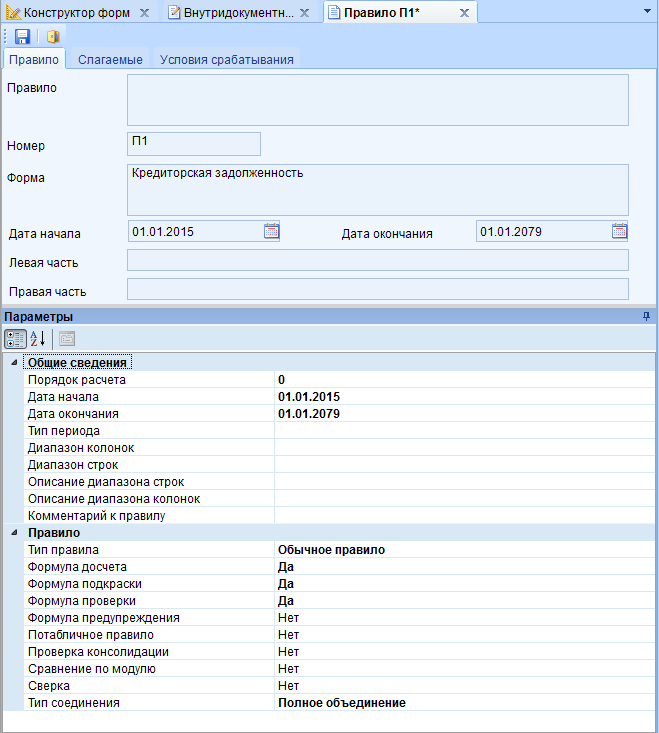 Конструктор форм
Внутридокументн...
Правило П1*
Правило
Слагаемые
Условия срабатывания
Правило
Номер
П1
Форма
Кредиторская задолженность
Дата начала
01.01.2015
Дата окончания
01.01.2079
Левая часть
Правая часть
Параметры
Общие сведения
Порядок расчета 0
Дата начала 01.01.2015
Дата окончания 01.01.2079
Тип периода
Диапазон колонок
Диапазон строк
Описание диапазона строк
Описание диапазона колонок
Комментарий к правилу
Правило
Тип правила Обычное правило
Формула досчета Да
Формула подкраски Да
Формула проверки Да
Формула предупреждения Нет
Потабличное правило Нет
Проверка консолидации Нет
Сравнение по модулю Нет
Сверка Нет
Тип соединения Полное объединение